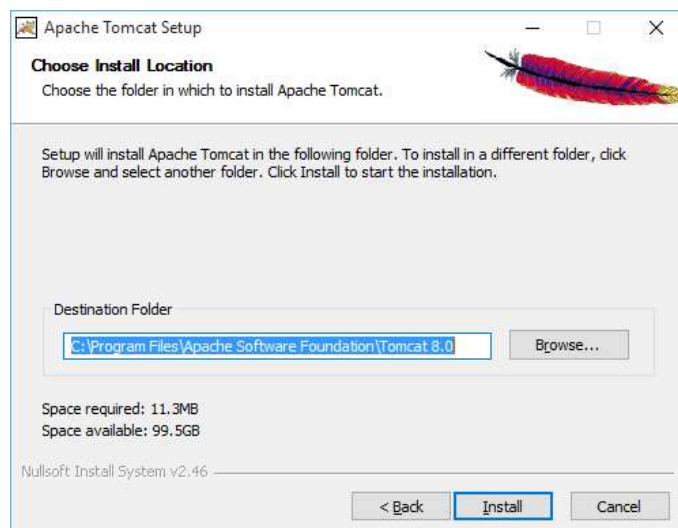 Apache Tomcat Setup
Choose Install Location
Choose the folder in which to install Apache Tomcat.
Setup will install Apache Tomcat in the following folder. To install in a different folder, click
Browse and select another folder. Click Install to start the installation.
Destination Folder
C:\Program Files\Apache Software Foundation\Tomcat 8.0
Browse...
Space required: 11.3MB
Space available: 99.5GB
Nullsoft Install System v2.46
< Back
Install
Cancel